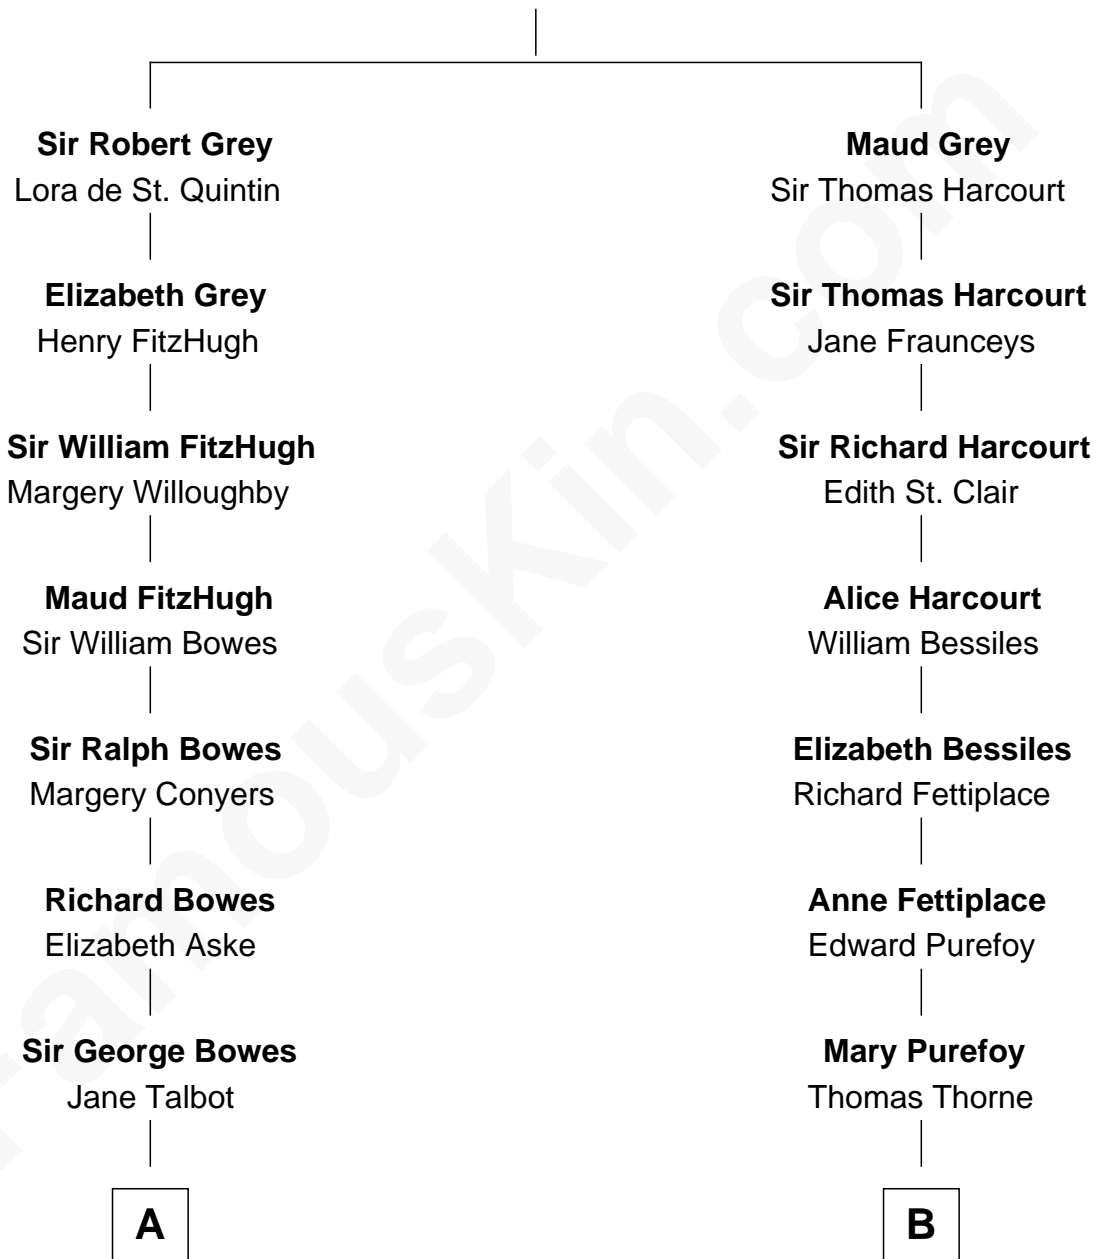 Sir Robert Grey
Lora de St. Quintin
Elizabeth Grey
Henry FitzHugh
Sir William FitzHugh
Margery Willoughby
Maud FitzHugh
Sir William Bowes
Sir Ralph Bowes
Margery Conyers
Richard Bowes
Elizabeth Aske
Sir George Bowes
Jane Talbot
A
Maud Grey
Sir Thomas Harcourt
Sir Thomas Harcourt
Jane Fraunceys
Sir Richard Harcourt
Edith St. Clair
Alice Harcourt
William Bessiles
Elizabeth Bessiles
Richard Fettiplace
Anne Fettiplace
Edward Purefoy
Mary Purefoy
Thomas Thorne
B
FamousKin.com